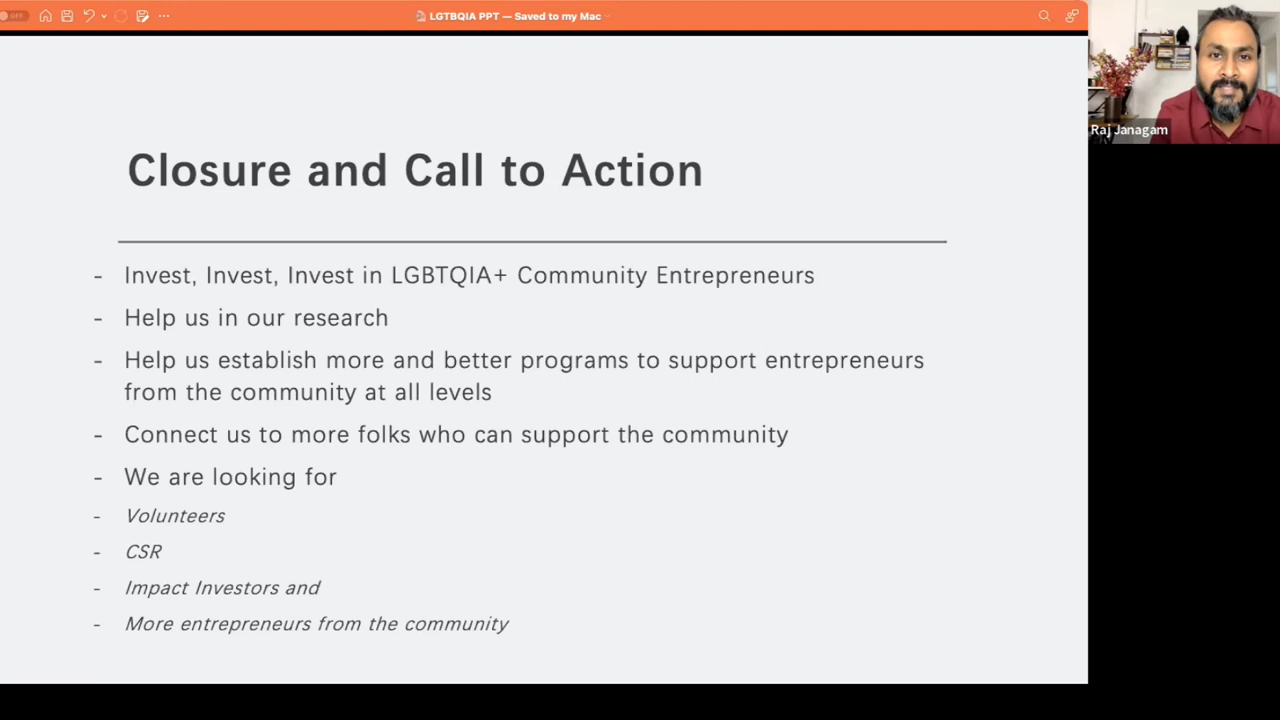 OFF
LGTBQIA PPT — Saved to my Mac
Raj Janagam
Closure and Call to Action
- Invest, Invest, Invest in LGBTQIA+ Community Entrepreneurs
- Help us in our research
- Help us establish more and better programs to support entrepreneurs
from the community at all levels
- Connect us to more folks who can support the community
- We are looking for
- Volunteers
- CSR
- Impact Investors and
- More entrepreneurs from the community